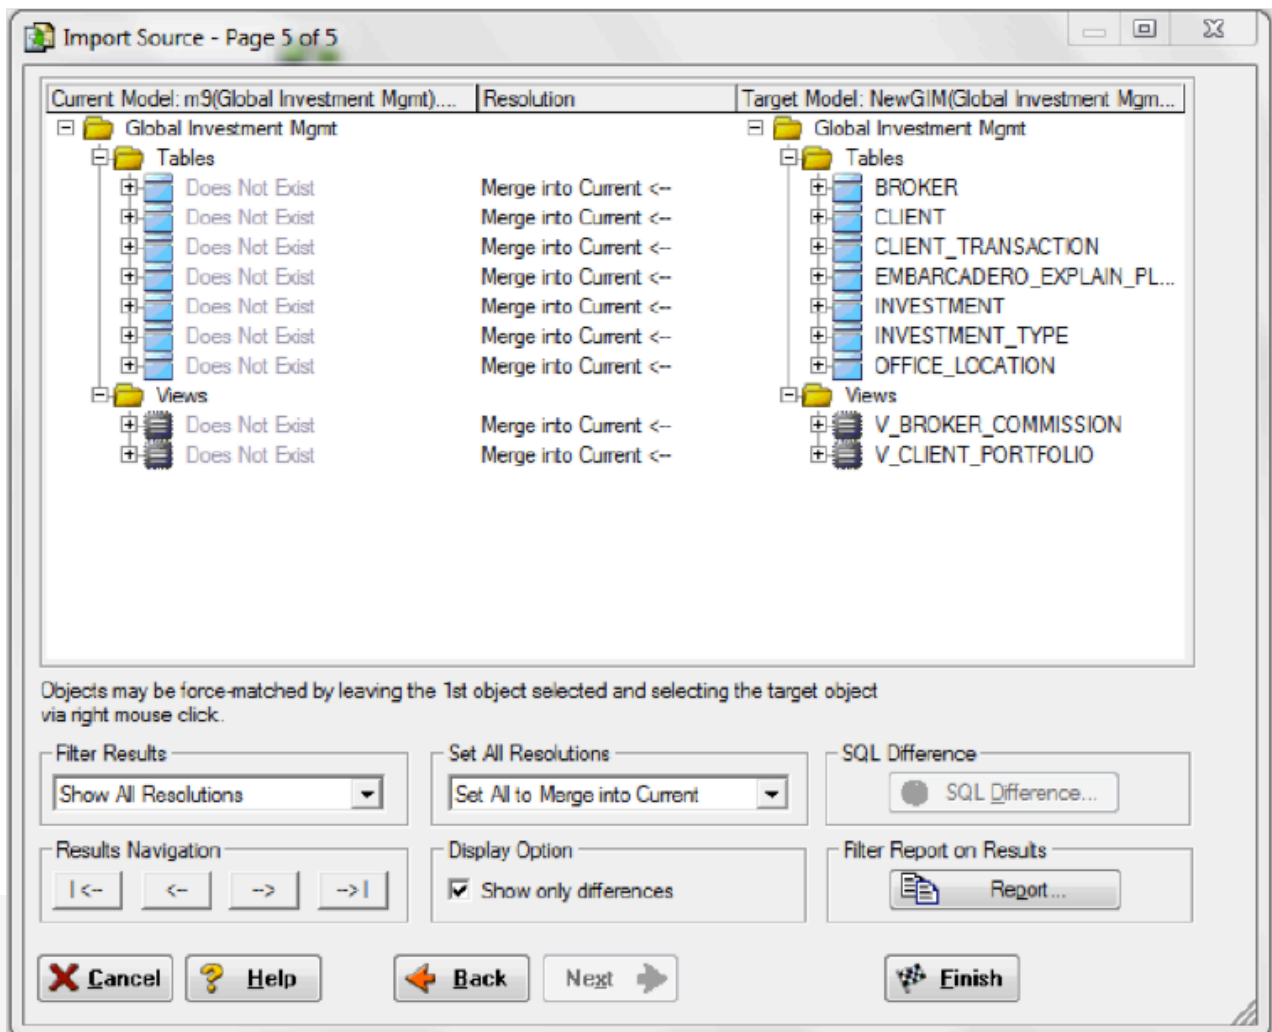 Import Source - Page 5 of 5
Current Model: m9(Global Investment Mgmt).... Resolution Target Model: NewGIM(Global Investment Mgm...
Global Investment Mgmt Global Investment Mgmt
Tables Tables
Does Not Exist Merge into Current <-- BROKER
Does Not Exist Merge into Current <-- CLIENT
Does Not Exist Merge into Current <-- CLIENT_TRANSACTION
Does Not Exist Merge into Current <-- EMBARCADERO_EXPLAIN_PL...
Does Not Exist Merge into Current <-- INVESTMENT
Does Not Exist Merge into Current <-- INVESTMENT_TYPE
Does Not Exist Merge into Current <-- OFFICE_LOCATION
Views Views
Does Not Exist Merge into Current <-- V_BROKER_COMMISSION
Does Not Exist Merge into Current <-- V_CLIENT_PORTFOLIO
Objects may be force-matched by leaving the 1st object selected and selecting the target object
via right mouse click.
Filter Results Set All Resolutions SQL Difference
Show All Resolutions Set All to Merge into Current SQL Difference...
Results Navigation Display Option Filter Report on Results
|<-- <-- --> -->| Show only differences Report...
Cancel Help Back Next Finish